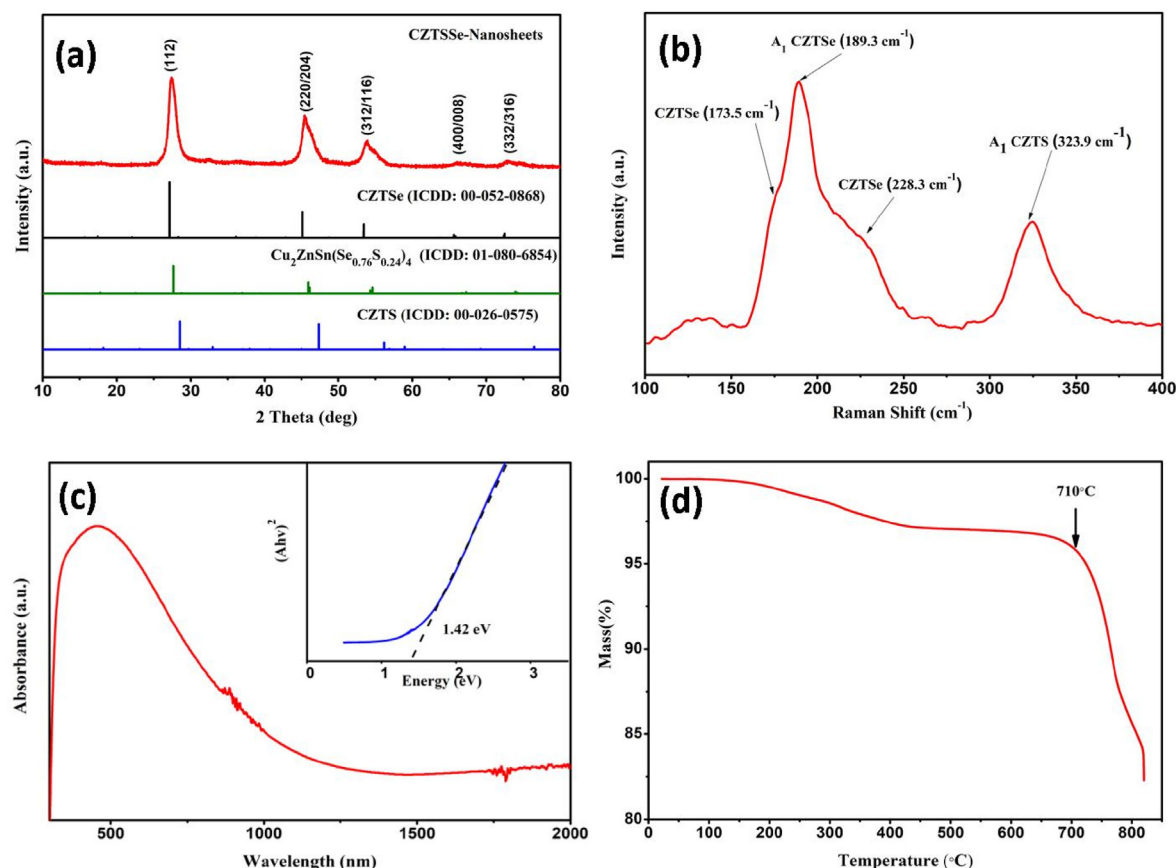 (a)
CZTSSe-Nanosheets
(112)
(220/204)
(312/116)
(400/008)
(332/316)
CZTSe (ICDD: 00-052-0868)
Cu₂ZnSn(Se₀.₇₆S₀.₂₄)₄ (ICDD: 01-080-6854)
CZTS (ICDD: 00-026-0575)
Intensity (a.u.)
10 20 30 40 50 60 70 80
2 Theta (deg)
(b)
A₁ CZTSe (189.3 cm⁻¹)
CZTSe (173.5 cm⁻¹)
A₁ CZTS (323.9 cm⁻¹)
CZTSe (228.3 cm⁻¹)
Intensity (a.u.)
100 150 200 250 300 350 400
Raman Shift (cm⁻¹)
(c)
(Ahν)²
1.42 eV
0 1 2 3
Energy (eV)
Absorbance (a.u.)
500 1000 1500 2000
Wavelength (nm)
(d)
710°C
100
95
90
85
80
Mass(%)
0 100 200 300 400 500 600 700 800
Temperature (°C)